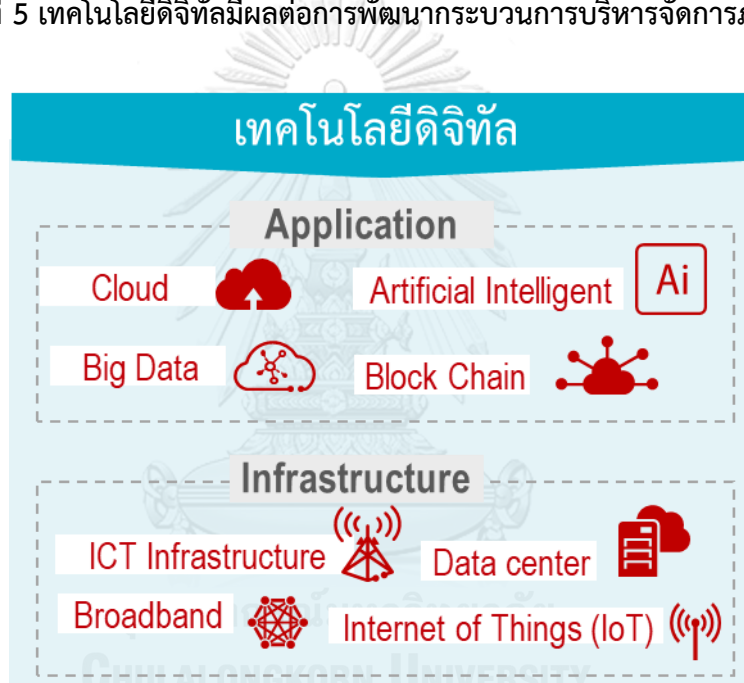 5 เทคโนโลยีดิจิทัลมีผลต่อการพัฒนากระบวนการบริหารจัดการ
เทคโนโลยีดิจิทัล
Application
Cloud
Artificial Intelligent
Ai
Big Data
Block Chain
Infrastructure
ICT Infrastructure
Data center
Broadband
Internet of Things (IoT)
CHULALONGKORN UNIVERSITY